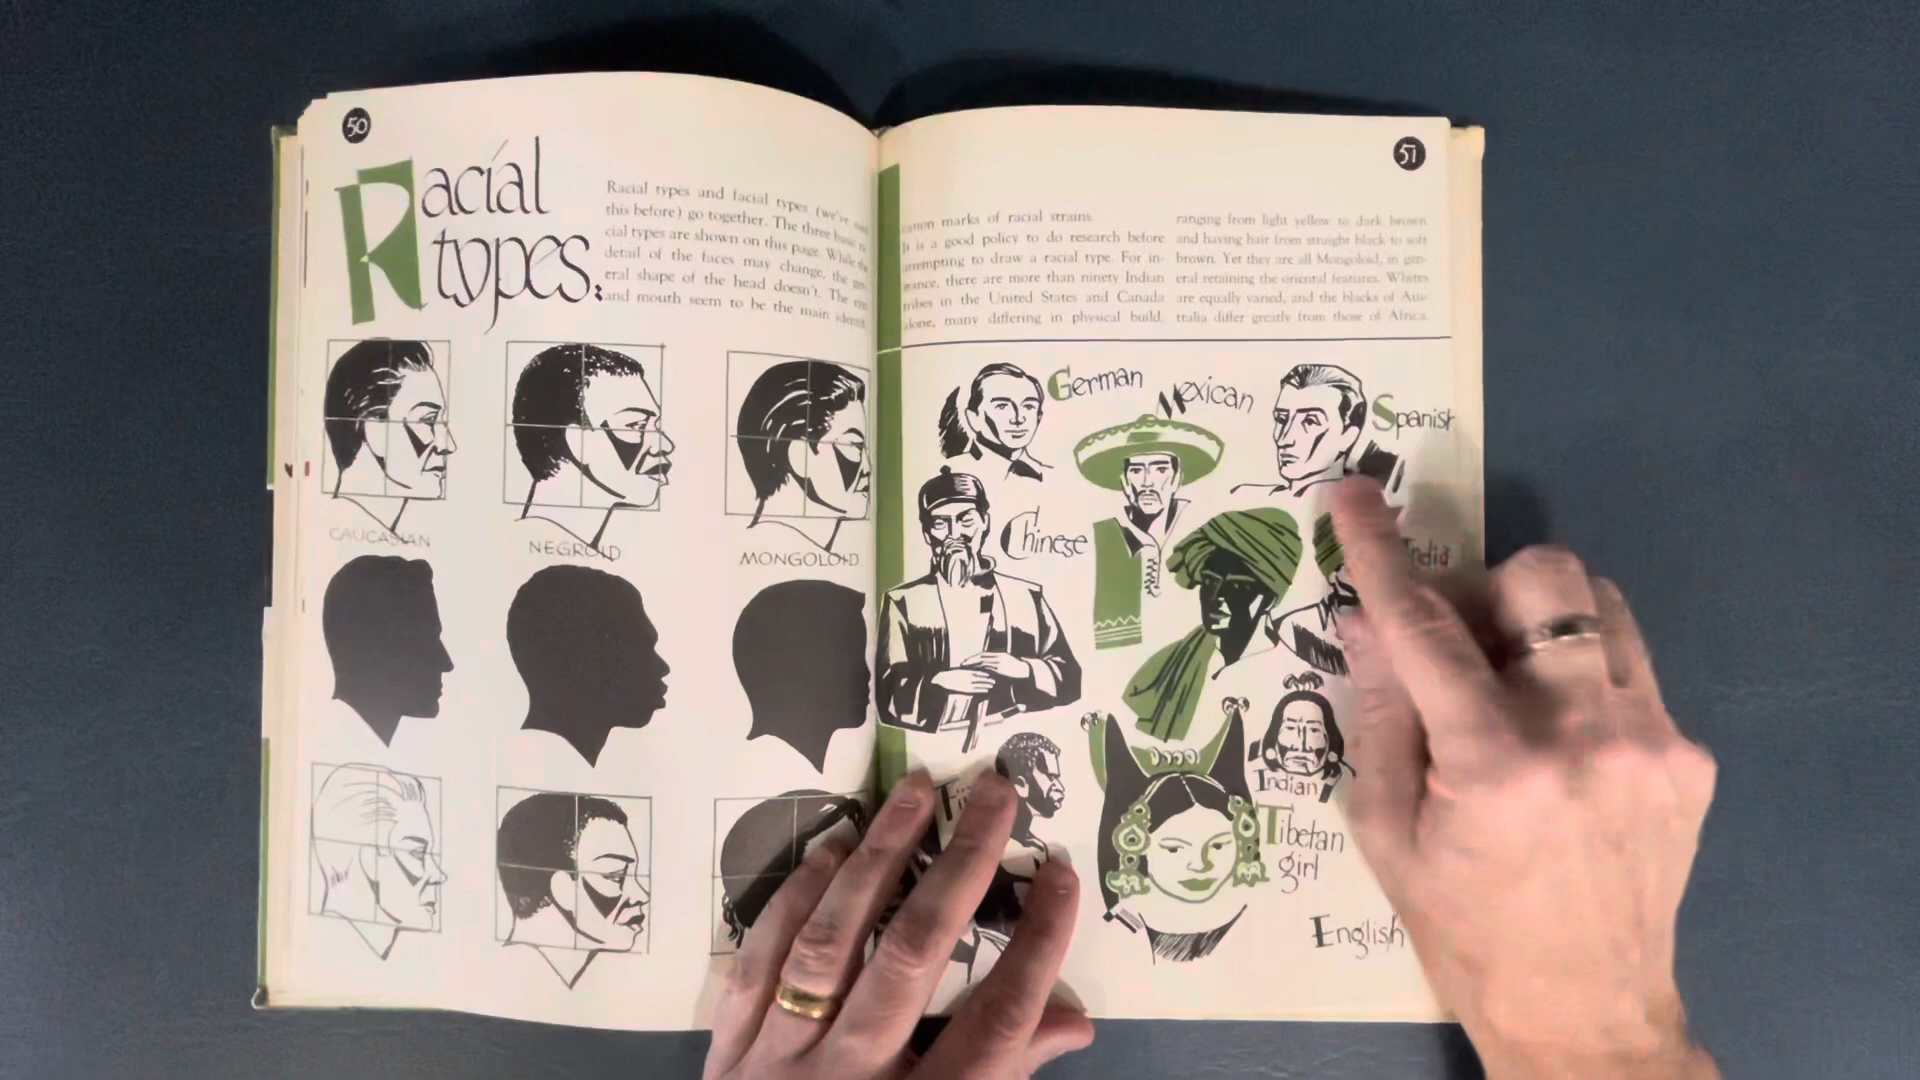 50
Racial
types:
Racial types and facial types (we've
this before) go together. The three basic
cial types are shown on this page. While the
detail of the faces may change, the gen-
eral shape of the head doesn't. The eyes
and mouth seem to be the main identifi-
CAUCASIAN
NEGROID
MONGOLOID
51
marks of racial strains.
It is a good policy to do research before
attempting to draw a racial type. For in-
stance, there are more than ninety Indian
tribes in the United States and Canada
alone, many differing in physical build,
ranging from light yellow to dark brown
and having hair from straight black to soft
brown. Yet they are all Mongoloid, in gen-
eral retaining the oriental features. Whites
are equally varied, and the blacks of Aus-
tralia differ greatly from those of Africa.
German
Mexican
Spanish
Chinese
India
Indian
Tibetan
girl
English